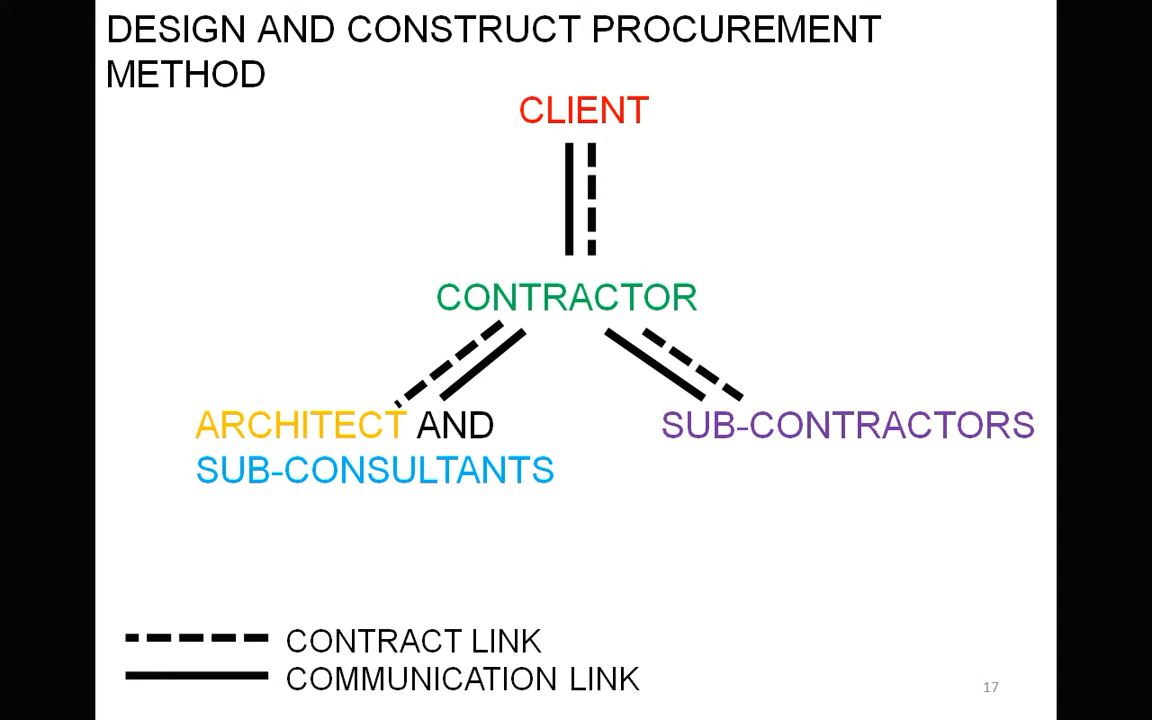 DESIGN AND CONSTRUCT PROCUREMENT
METHOD
CLIENT
CONTRACTOR
ARCHITECT AND
SUB-CONSULTANTS
SUB-CONTRACTORS
CONTRACT LINK
COMMUNICATION LINK
17